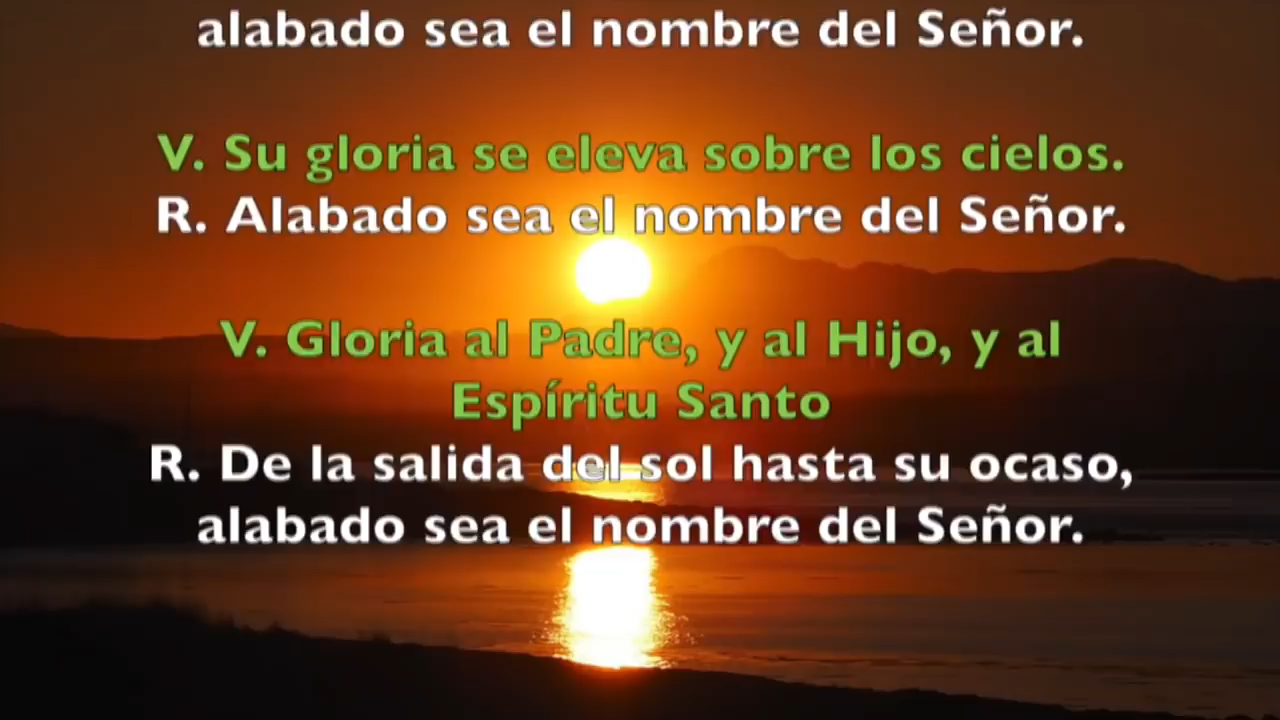 alabado sea el nombre del Señor.
V. Su gloria se eleva sobre los cielos.
R. Alabado sea el nombre del Señor.
V. Gloria al Padre, y al Hijo, y al
Espíritu Santo
R. De la salida del sol hasta su ocaso,
alabado sea el nombre del Señor.